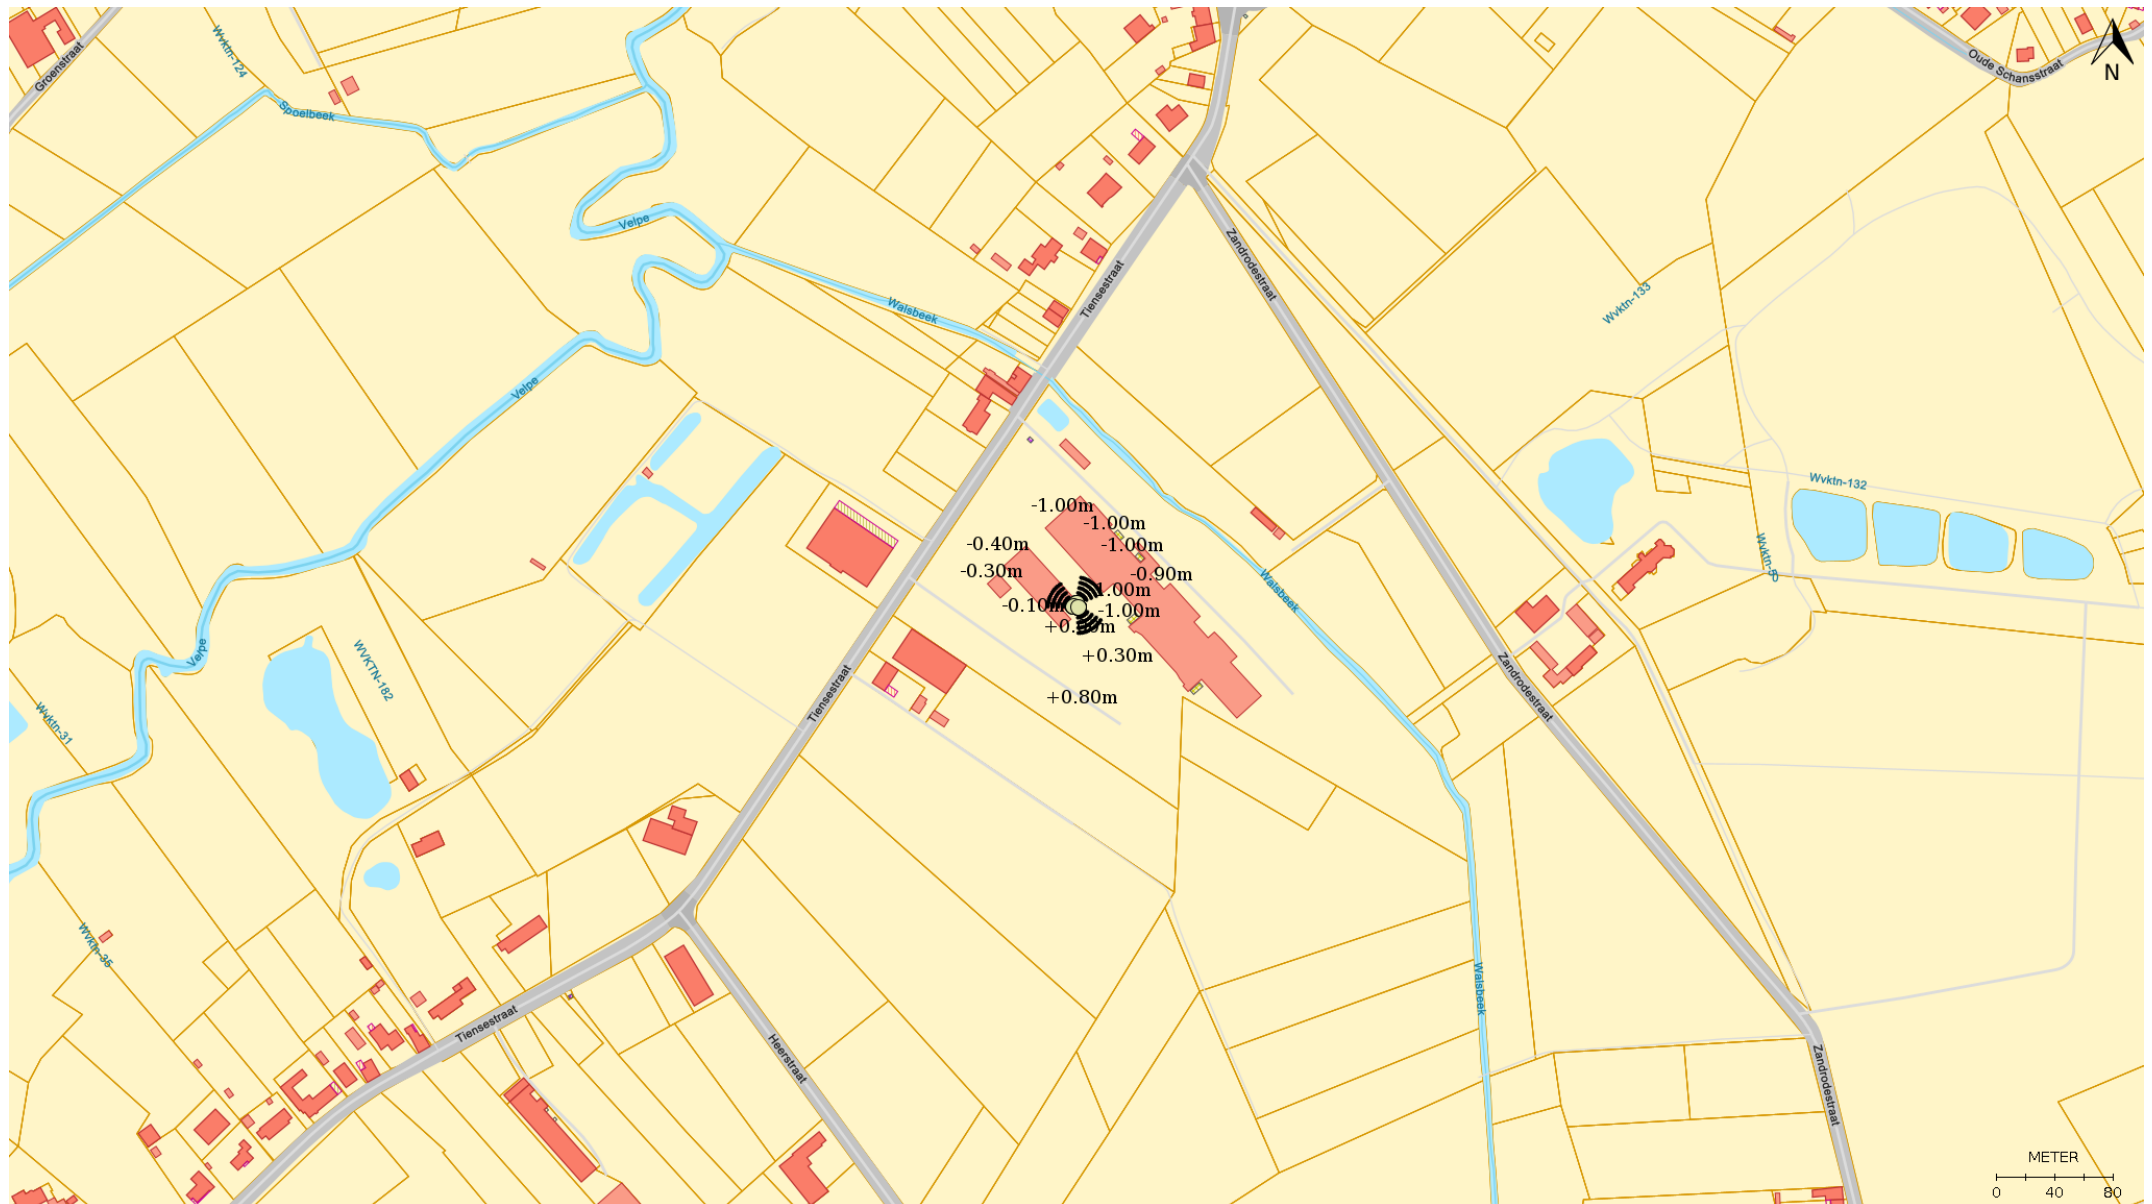 Groenstraat
Wvktn-124
Spoelbeek
Oude Schansstraat
N
Velpe
Walsbeek
Tiensestraat
Zandrodestraat
Wvktn-133
Velpe
Wvktn-132
Wvktn-50
-1.00m
-1.00m
-0.40m
-1.00m
-0.30m
-0.90m
1.00m
-0.10m
-1.00m
+0.30m
+0.80m
Walsbeek
Velpe
WVKTN-182
Wvktn-31
Tiensestraat
Zandrodestraat
Wvktn-35
Walsbeek
Tiensestraat
Heerstraat
Zandrodestraat
METER
0 40 80